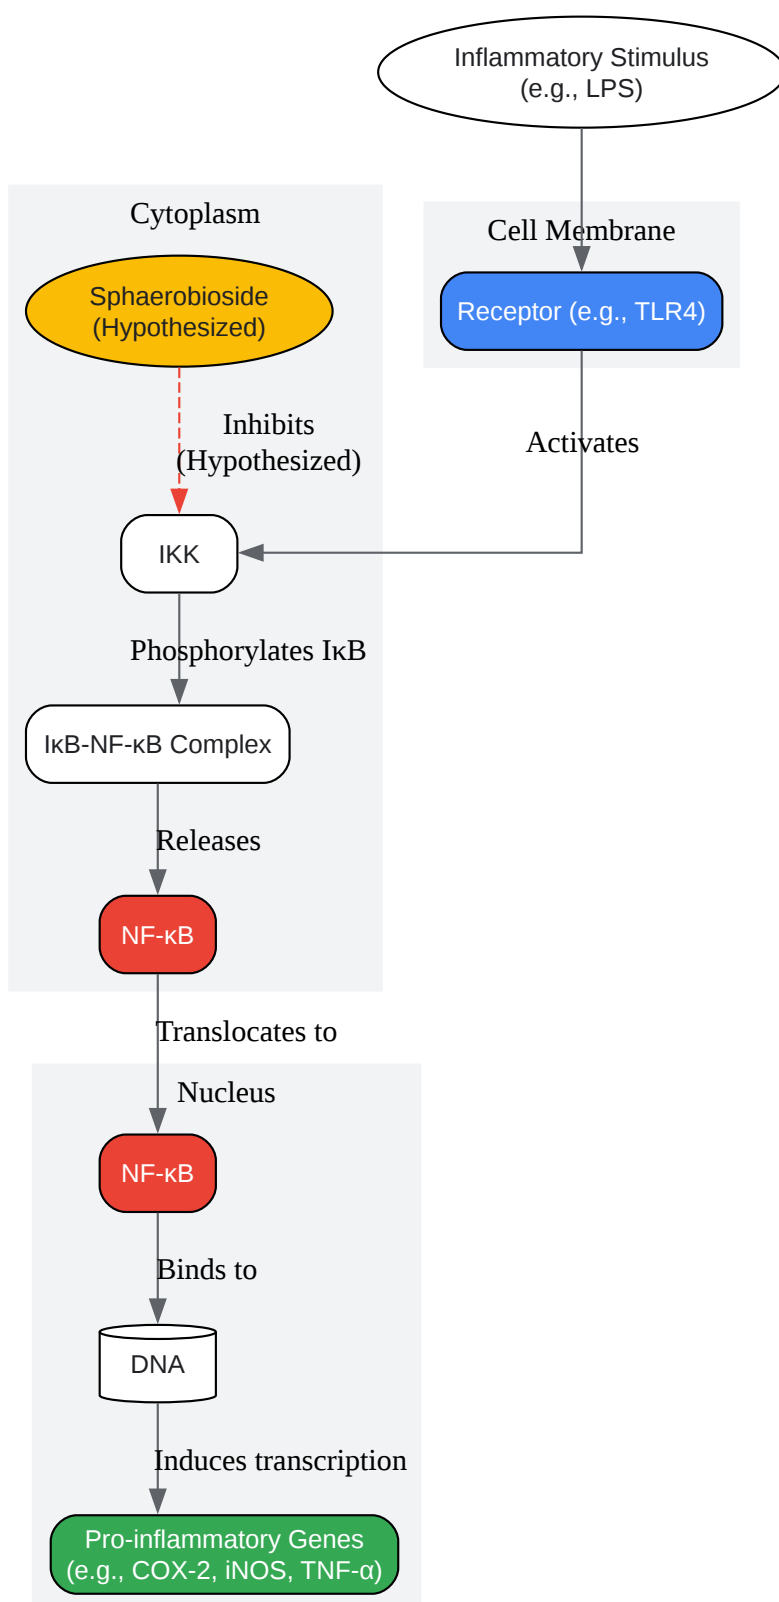 Inflammatory Stimulus
(e.g., LPS)
Cytoplasm
Cell Membrane
Sphaerobioside
(Hypothesized)
Receptor (e.g., TLR4)
Inhibits
(Hypothesized)
Activates
IKK
Phosphorylates IκB
IκB-NF-κB Complex
Releases
NF-κB
Translocates to
Nucleus
NF-κB
Binds to
DNA
Induces transcription
Pro-inflammatory Genes
(e.g., COX-2, iNOS, TNF-α)